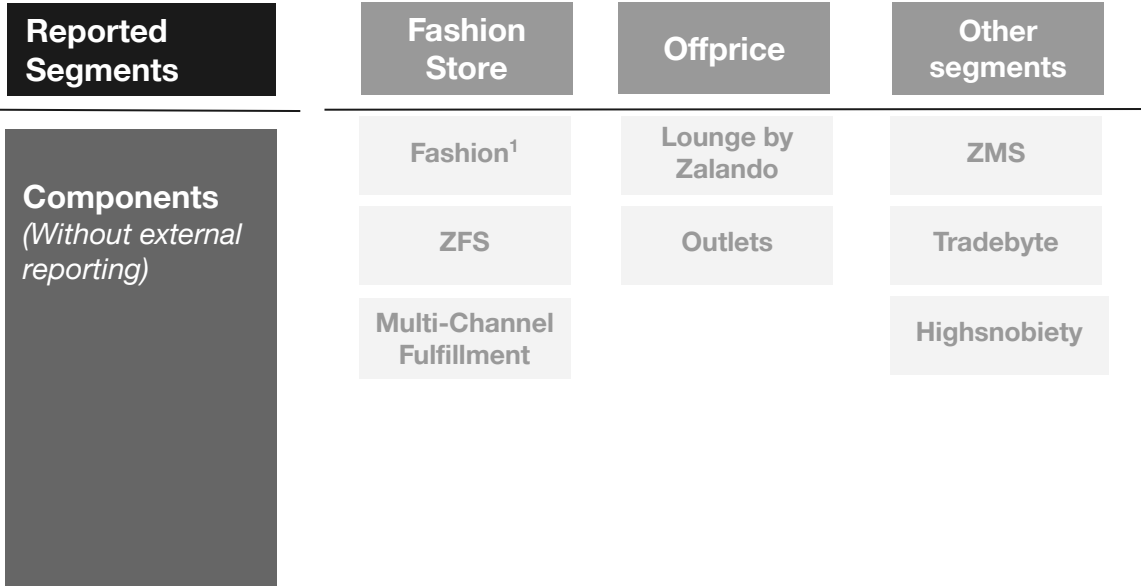 Reported
Segments
Fashion
Store
Offprice
Other
segments
Components
(Without external
reporting)
Fashion¹
ZFS
Multi-Channel
Fulfillment
Lounge by
Zalando
Outlets
ZMS
Tradebyte
Highsnobiety